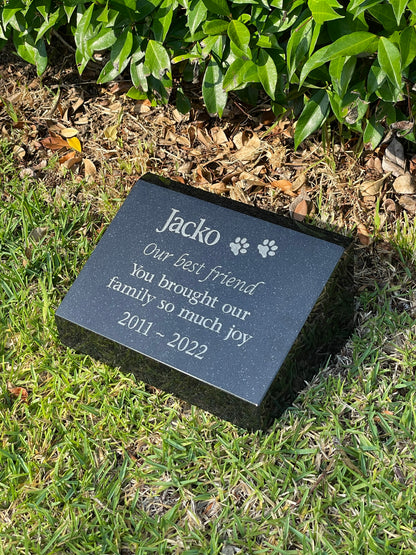 Jacko
Our best friend
You brought our
family so much joy
2011 ~ 2022